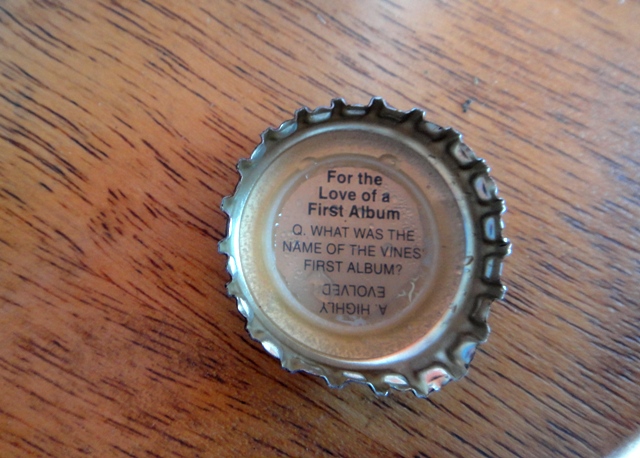 For the
Love of a
First Album
Q. WHAT WAS THE
NAME OF THE VINES'
FIRST ALBUM?
A. HIGHLY
EVOLVED